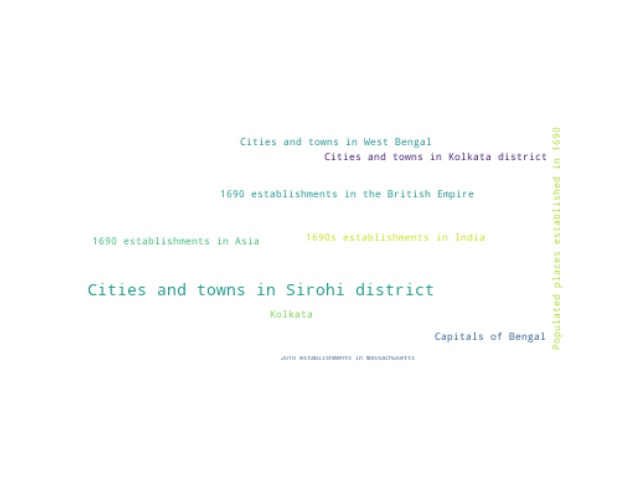 Cities and towns in West Bengal
Cities and towns in Kolkata district
1690 establishments in the British Empire
1690s establishments in India
1690 establishments in Asia
Cities and towns in Sirohi district
Kolkata
Capitals of Bengal
establishments in Massachusetts
Populated places established in 1690